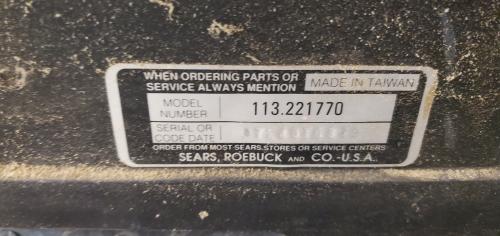 WHEN ORDERING PARTS OR
SERVICE ALWAYS MENTION
MADE IN TAIWAN
MODEL NUMBER 113.221770
SERIAL OR CODE DATE
ORDER FROM MOST SEARS.STORES OR SERVICE CENTERS
SEARS, ROEBUCK AND CO.-U.S.A.